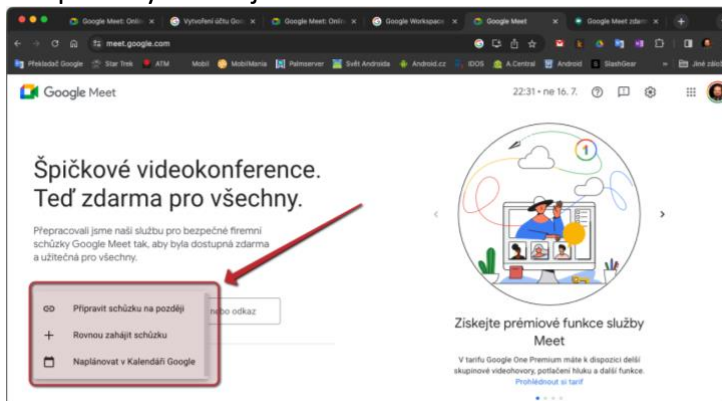 Google Meet: Onlin
Vytvoření účtu Goo
Google Meet: Onlin
Google Workspace
Google Meet
Google Meet zdarm
meet.google.com
Překladač Google
Star Trek
ATM
Mobil
MobilMania
Palmserver
Svět Androida
Android.cz
IDOS
A.Central
Android
SlashGear
»
Jiné zálo
Google Meet
22:31 • ne 16. 7.
Špičkové videokonference.
Teď zdarma pro všechny.
Přepracovali jsme naši službu pro bezpečné firemní
schůzky Google Meet tak, aby byla dostupná zdarma
a užitečná pro všechny.
Připravit schůzku na později
nebo odkaz
Rovnou zahájit schůzku
Naplánovat v Kalendáři Google
1
Získejte prémiové funkce služby
Meet
V tarifu Google One Premium máte k dispozici delší
skupinové videohovory, potlačení hluku a další funkce.
Prohlédnout si tarif